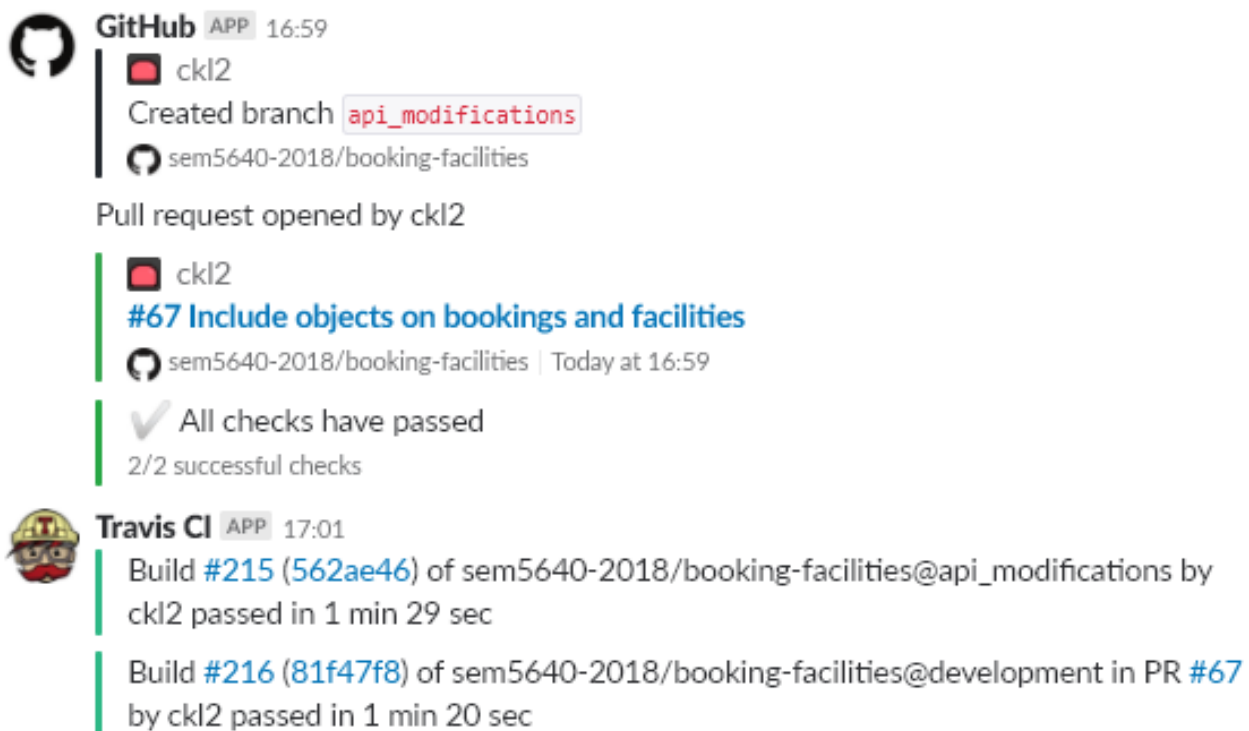 GitHub APP 16:59
ckl2
Created branch api_modifications
sem5640-2018/booking-facilities
Pull request opened by ckl2
ckl2
#67 Include objects on bookings and facilities
sem5640-2018/booking-facilities | Today at 16:59
All checks have passed
2/2 successful checks
Travis CI APP 17:01
Build #215 (562ae46) of sem5640-2018/booking-facilities@api_modifications by
ckl2 passed in 1 min 29 sec
Build #216 (81f47f8) of sem5640-2018/booking-facilities@development in PR #67
by ckl2 passed in 1 min 20 sec